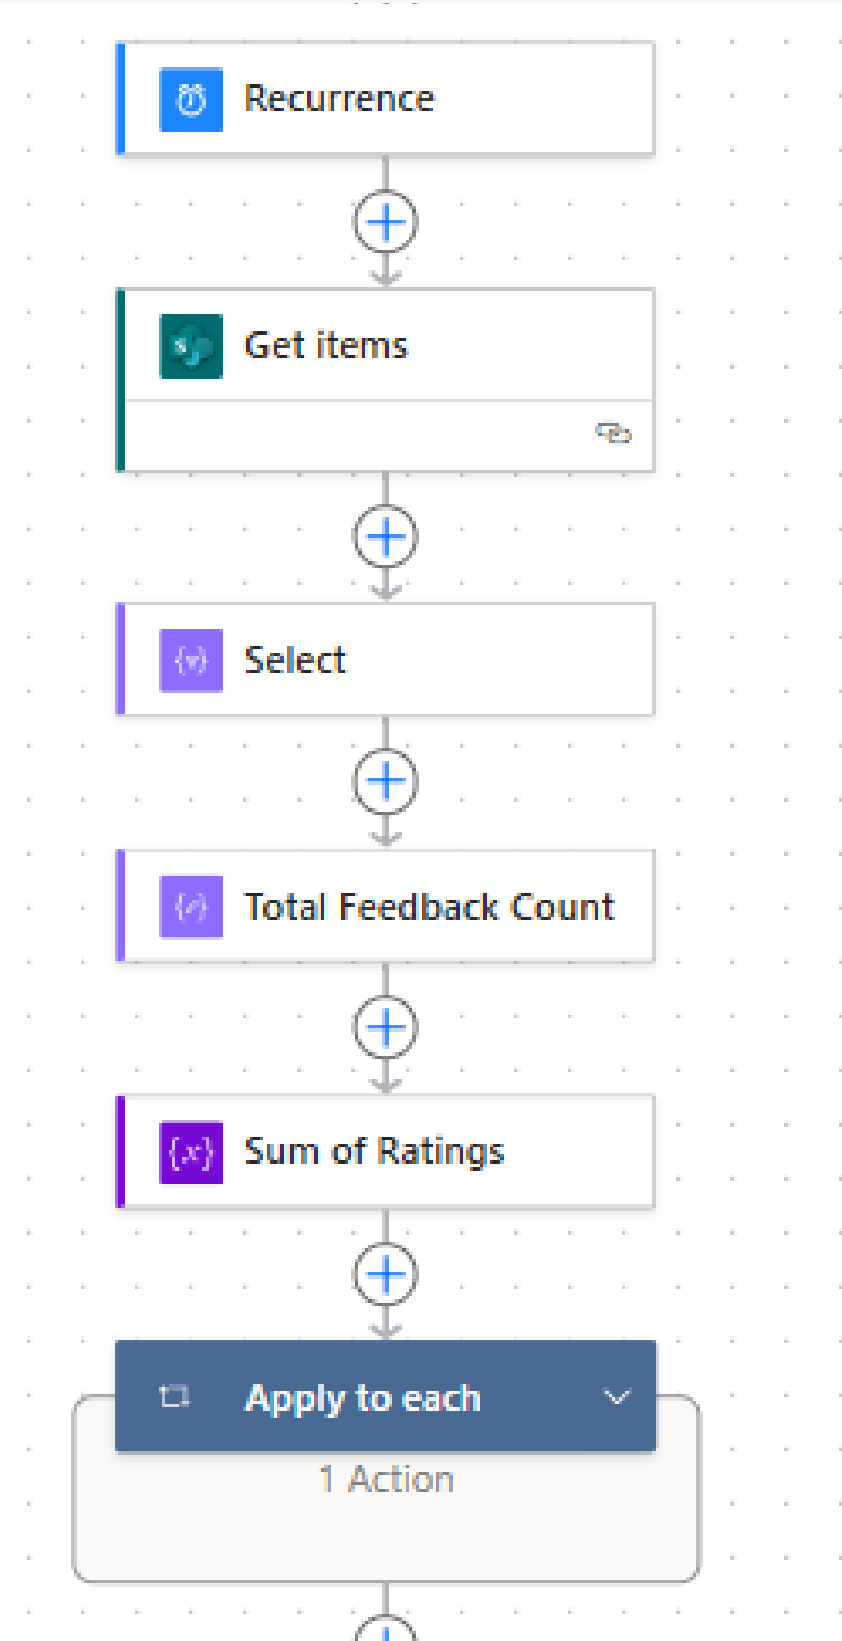 Recurrence
Get items
Select
Total Feedback Count
{x} Sum of Ratings
Apply to each
1 Action